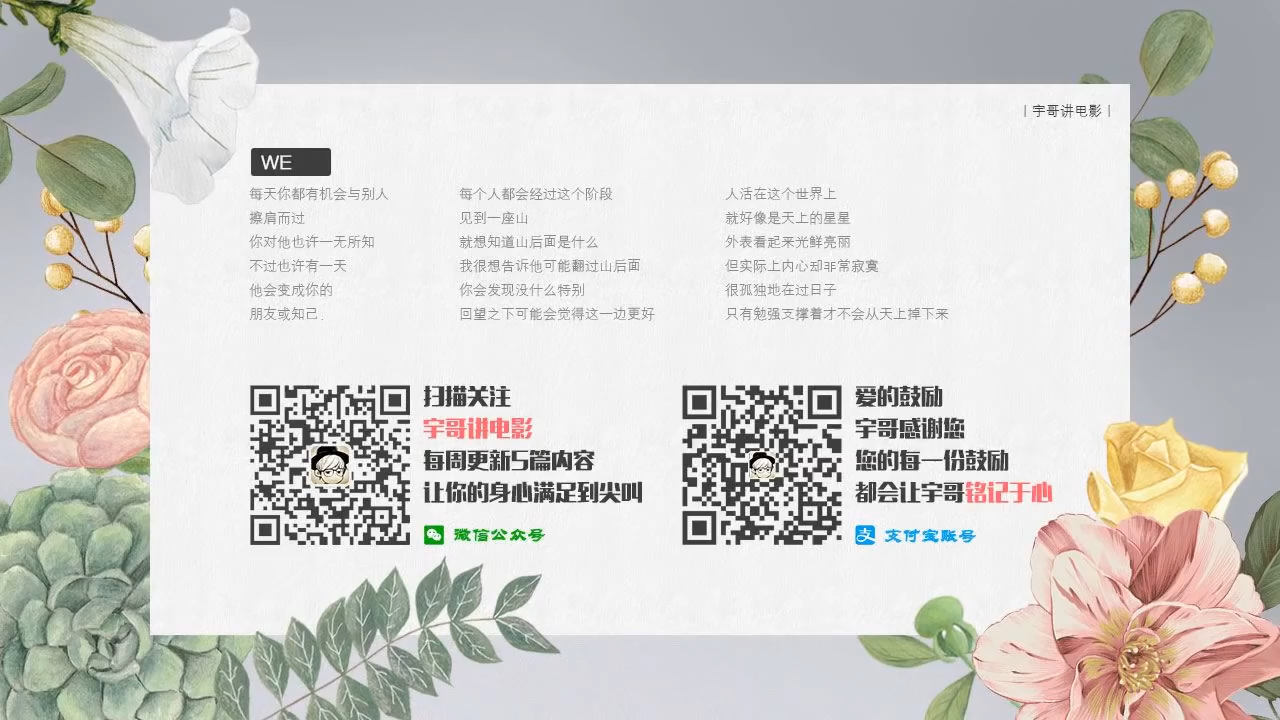 | 宇哥讲电影 |
WE
每天你都有机会与别人
擦肩而过
你对他也许一无所知
不过也许有一天
他会变成你的
朋友或知己.
每个人都会经过这个阶段
见到一座山
就想知道山后面是什么
我很想告诉他可能翻过山后面
你会发现没什么特别
回望之下可能会觉得这一边更好
人活在这个世界上
就好像是天上的星星
外表看起来光鲜亮丽
但实际上内心却非常寂寞
很孤独地在过日子
只有勉强支撑着才不会从天上掉下来
扫描关注
宇哥讲电影
每周更新5篇内容
让你的身心满足到尖叫
微信公众号
爱的鼓励
宇哥感谢您
您的每一份鼓励
都会让宇哥铭记于心
支 支付宝账号